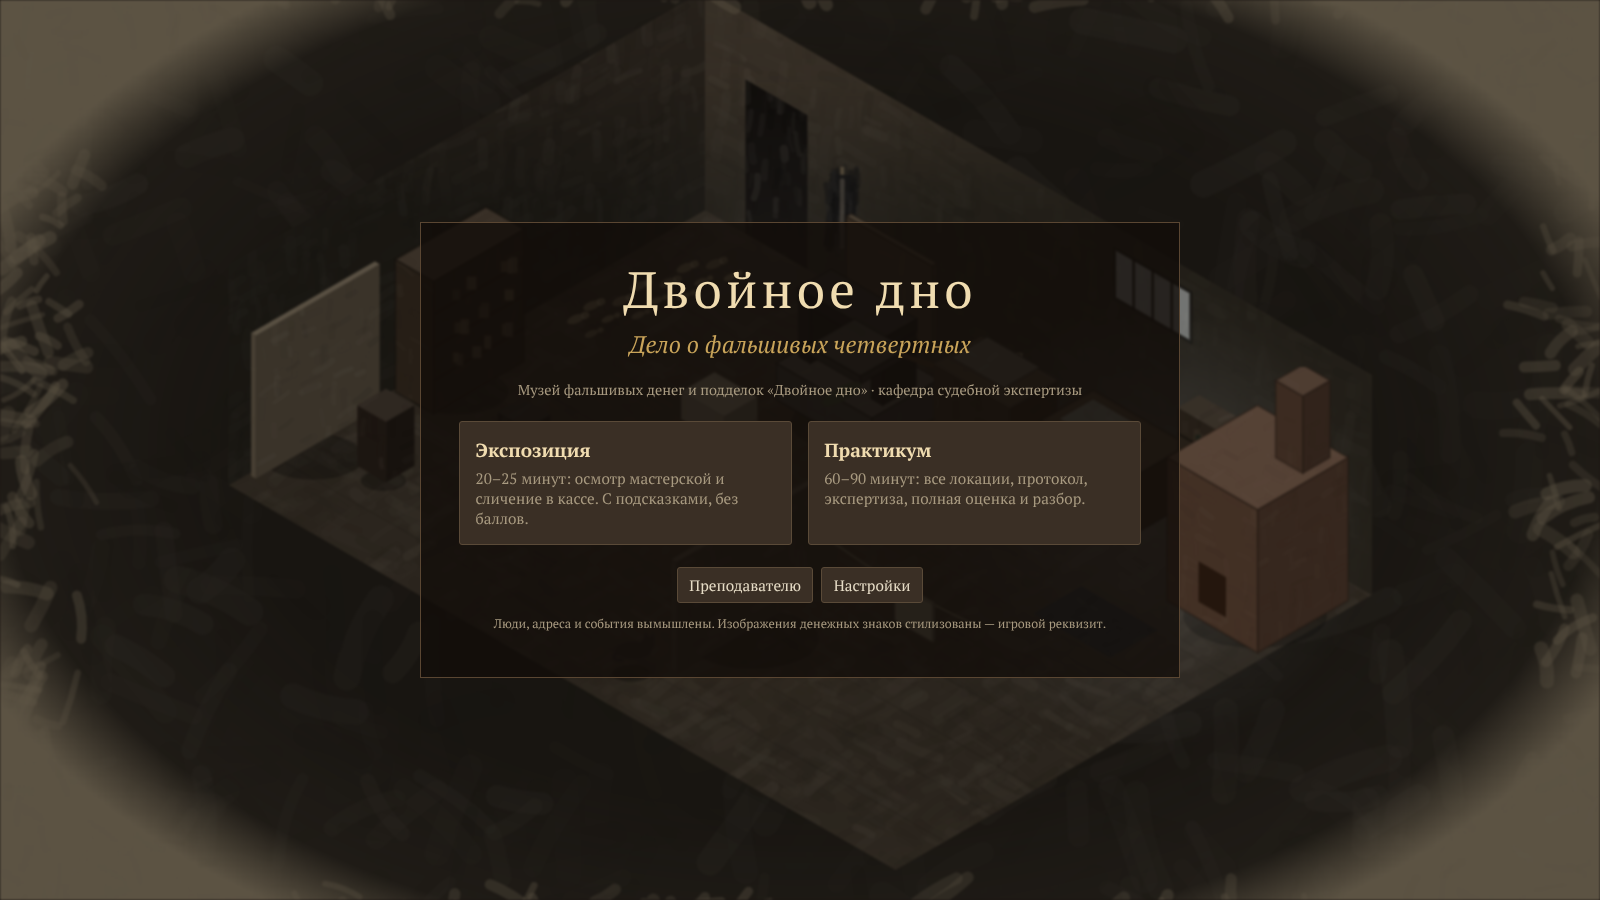 Двойное дно
Дело о фальшивых четвертных
Музей фальшивых денег и подделок «Двойное дно» · кафедра судебной экспертизы
Экспозиция
20–25 минут: осмотр мастерской и
сличение в кассе. С подсказками, без
баллов.
Практикум
60–90 минут: все локации, протокол,
экспертиза, полная оценка и разбор.
Преподавателю
Настройки
Люди, адреса и события вымышлены. Изображения денежных знаков стилизованы — игровой реквизит.